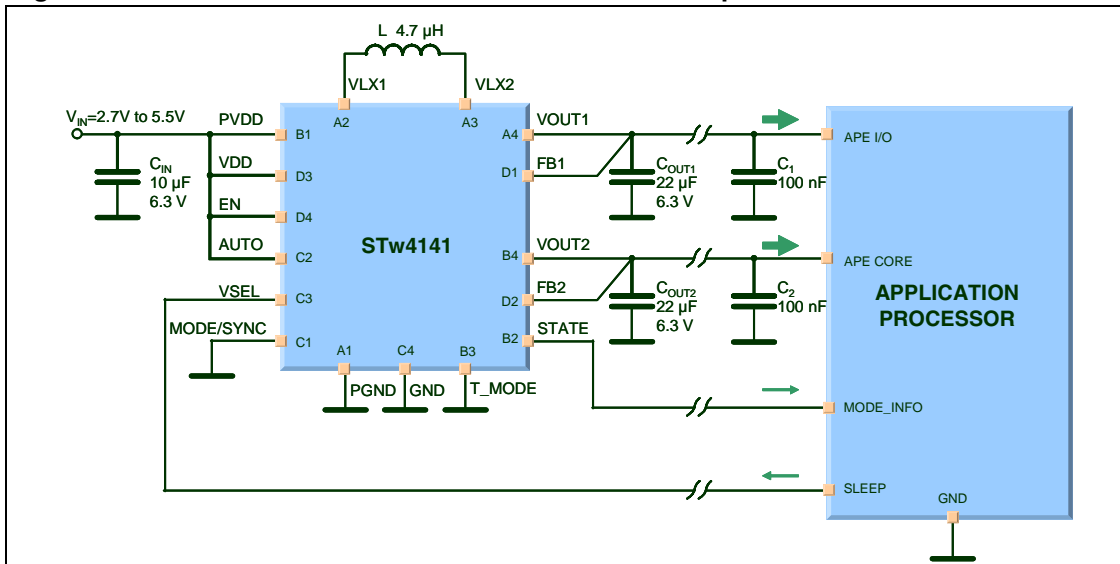 L 4.7 µH
VLX1
VLX2
A2
A3
VIN=2.7V to 5.5V
PVDD
B1
CIN
10 µF
6.3 V
VDD
D3
EN
D4
AUTO
C2
VSEL
C3
MODE/SYNC
C1
STw4141
A1
C4
B3
PGND
GND
T_MODE
A4
VOUT1
D1
FB1
COUT1
22 µF
6.3 V
C1
100 nF
B4
VOUT2
D2
FB2
COUT2
22 µF
6.3 V
C2
100 nF
B2
STATE
APE I/O
APE CORE
APPLICATION
PROCESSOR
MODE_INFO
SLEEP
GND